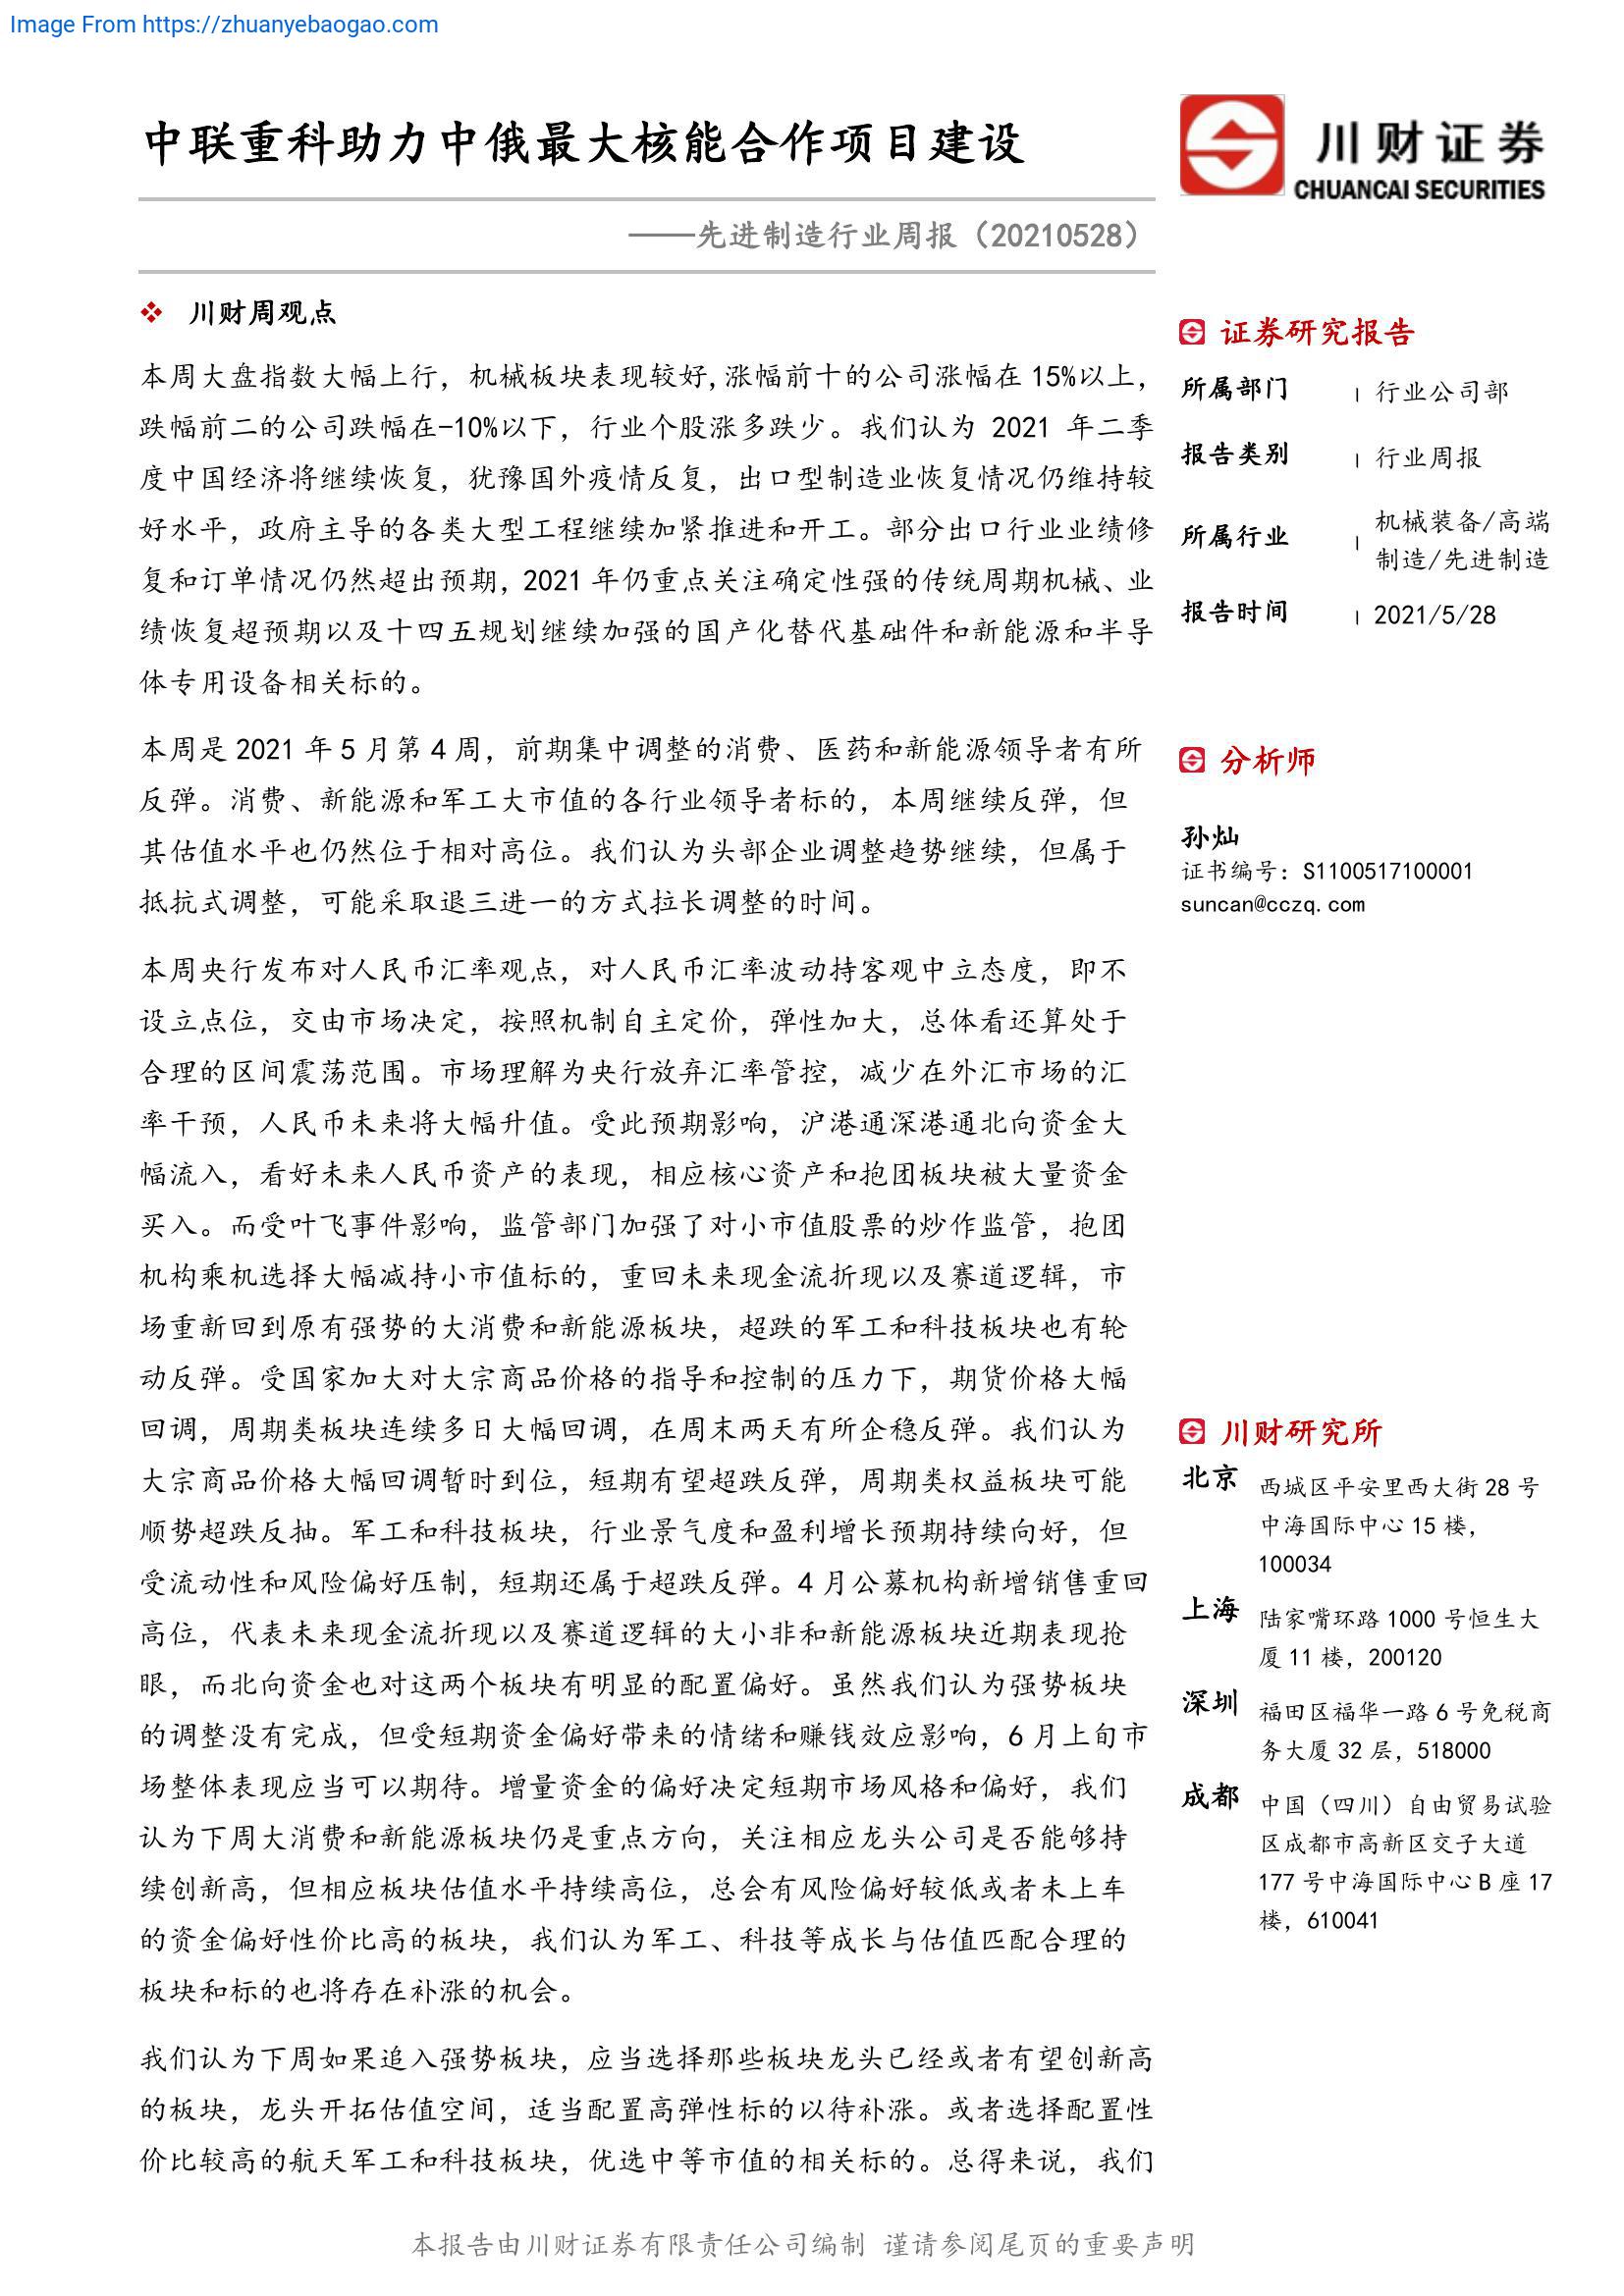 Image From https://zhuanyebaogao.com
中联重科助力中俄最大核能合作项目建设
川财证券
CHUANCAI SECURITIES
——先进制造行业周报（20210528）
川财周观点
本周大盘指数大幅上行，机械板块表现较好,涨幅前十的公司涨幅在 15%以上，
跌幅前二的公司跌幅在-10%以下，行业个股涨多跌少。我们认为 2021 年二季
度中国经济将继续恢复，犹豫国外疫情反复，出口型制造业恢复情况仍维持较
好水平，政府主导的各类大型工程继续加紧推进和开工。部分出口行业业绩修
复和订单情况仍然超出预期，2021 年仍重点关注确定性强的传统周期机械、业
绩恢复超预期以及十四五规划继续加强的国产化替代基础件和新能源和半导
体专用设备相关标的。
本周是 2021 年 5 月第 4 周，前期集中调整的消费、医药和新能源领导者有所
反弹。消费、新能源和军工大市值的各行业领导者标的，本周继续反弹，但
其估值水平也仍然位于相对高位。我们认为头部企业调整趋势继续，但属于
抵抗式调整，可能采取退三进一的方式拉长调整的时间。
本周央行发布对人民币汇率观点，对人民币汇率波动持客观中立态度，即不
设立点位，交由市场决定，按照机制自主定价，弹性加大，总体看还算处于
合理的区间震荡范围。市场理解为央行放弃汇率管控，减少在外汇市场的汇
率干预，人民币未来将大幅升值。受此预期影响，沪港通深港通北向资金大
幅流入，看好未来人民币资产的表现，相应核心资产和抱团板块被大量资金
买入。而受叶飞事件影响，监管部门加强了对小市值股票的炒作监管，抱团
机构乘机选择大幅减持小市值标的，重回未来现金流折现以及赛道逻辑，市
场重新回到原有强势的大消费和新能源板块，超跌的军工和科技板块也有轮
动反弹。受国家加大对大宗商品价格的指导和控制的压力下，期货价格大幅
回调，周期类板块连续多日大幅回调，在周末两天有所企稳反弹。我们认为
大宗商品价格大幅回调暂时到位，短期有望超跌反弹，周期类权益板块可能
顺势超跌反抽。军工和科技板块，行业景气度和盈利增长预期持续向好，但
受流动性和风险偏好压制，短期还属于超跌反弹。4 月公募机构新增销售重回
高位，代表未来现金流折现以及赛道逻辑的大小非和新能源板块近期表现抢
眼，而北向资金也对这两个板块有明显的配置偏好。虽然我们认为强势板块
的调整没有完成，但受短期资金偏好带来的情绪和赚钱效应影响，6 月上旬市
场整体表现应当可以期待。增量资金的偏好决定短期市场风格和偏好，我们
认为下周大消费和新能源板块仍是重点方向，关注相应龙头公司是否能够持
续创新高，但相应板块估值水平持续高位，总会有风险偏好较低或者未上车
的资金偏好性价比高的板块，我们认为军工、科技等成长与估值匹配合理的
板块和标的也将存在补涨的机会。
我们认为下周如果追入强势板块，应当选择那些板块龙头已经或者有望创新高
的板块，龙头开拓估值空间，适当配置高弹性标的以待补涨。或者选择配置性
价比较高的航天军工和科技板块，优选中等市值的相关标的。总得来说，我们
证券研究报告
所属部门 | 行业公司部
报告类别 | 行业周报
所属行业 | 机械装备/高端
制造/先进制造
报告时间 | 2021/5/28
分析师
孙灿
证书编号：S1100517100001
suncan@cczq.com
川财研究所
北京 西城区平安里西大街 28 号
中海国际中心 15 楼，
100034
上海 陆家嘴环路 1000 号恒生大
厦 11 楼，200120
深圳 福田区福华一路 6 号免税商
务大厦 32 层，518000
成都 中国（四川）自由贸易试验
区成都市高新区交子大道
177 号中海国际中心 B 座 17
楼，610041
本报告由川财证券有限责任公司编制 谨请参阅尾页的重要声明